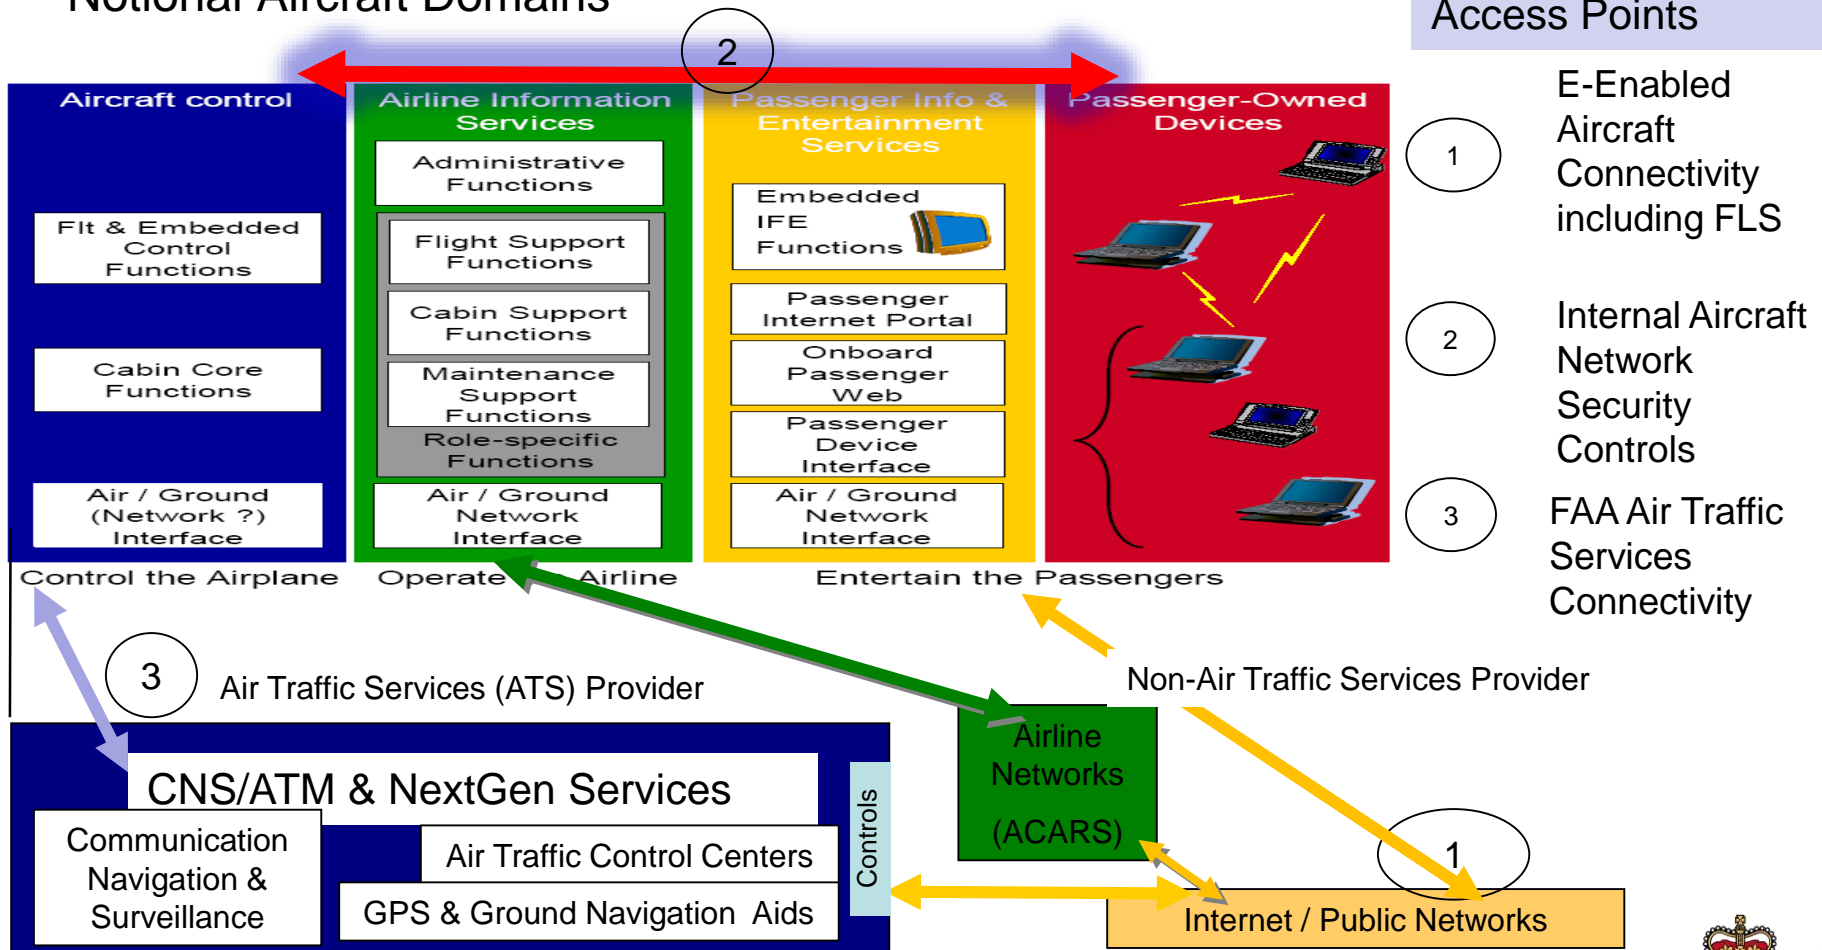 Notional Aircraft Domains
Access Points
2
Aircraft control
Flt & Embedded
Control
Functions
Cabin Core
Functions
Air / Ground
(Network ?)
Interface
Control the Airplane
Airline Information
Services
Administrative
Functions
Flight Support
Functions
Cabin Support
Functions
Maintenance
Support
Functions
Role-specific
Functions
Air / Ground
Network
Interface
Operate
Airline
Passenger Info &
Entertainment
Services
Embedded
IFE
Functions
Passenger
Internet Portal
Onboard
Passenger
Web
Passenger
Device
Interface
Air / Ground
Network
Interface
Passenger-Owned
Devices
Entertain the Passengers
1
E-Enabled
Aircraft
Connectivity
including FLS
2
Internal Aircraft
Network
Security
Controls
3
FAA Air Traffic
Services
Connectivity
3
Air Traffic Services (ATS) Provider
Non-Air Traffic Services Provider
CNS/ATM & NextGen Services
Communication
Navigation &
Surveillance
Air Traffic Control Centers
GPS & Ground Navigation Aids
Controls
Airline
Networks
(ACARS)
1
Internet / Public Networks